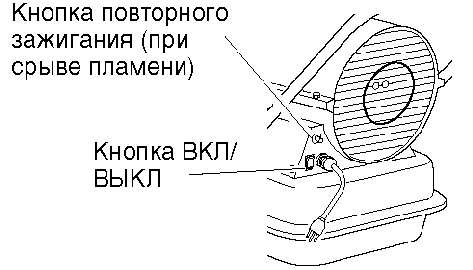 Кнопка повторного
зажигания (при
срыве пламени)
Кнопка ВКЛ/
ВЫКЛ